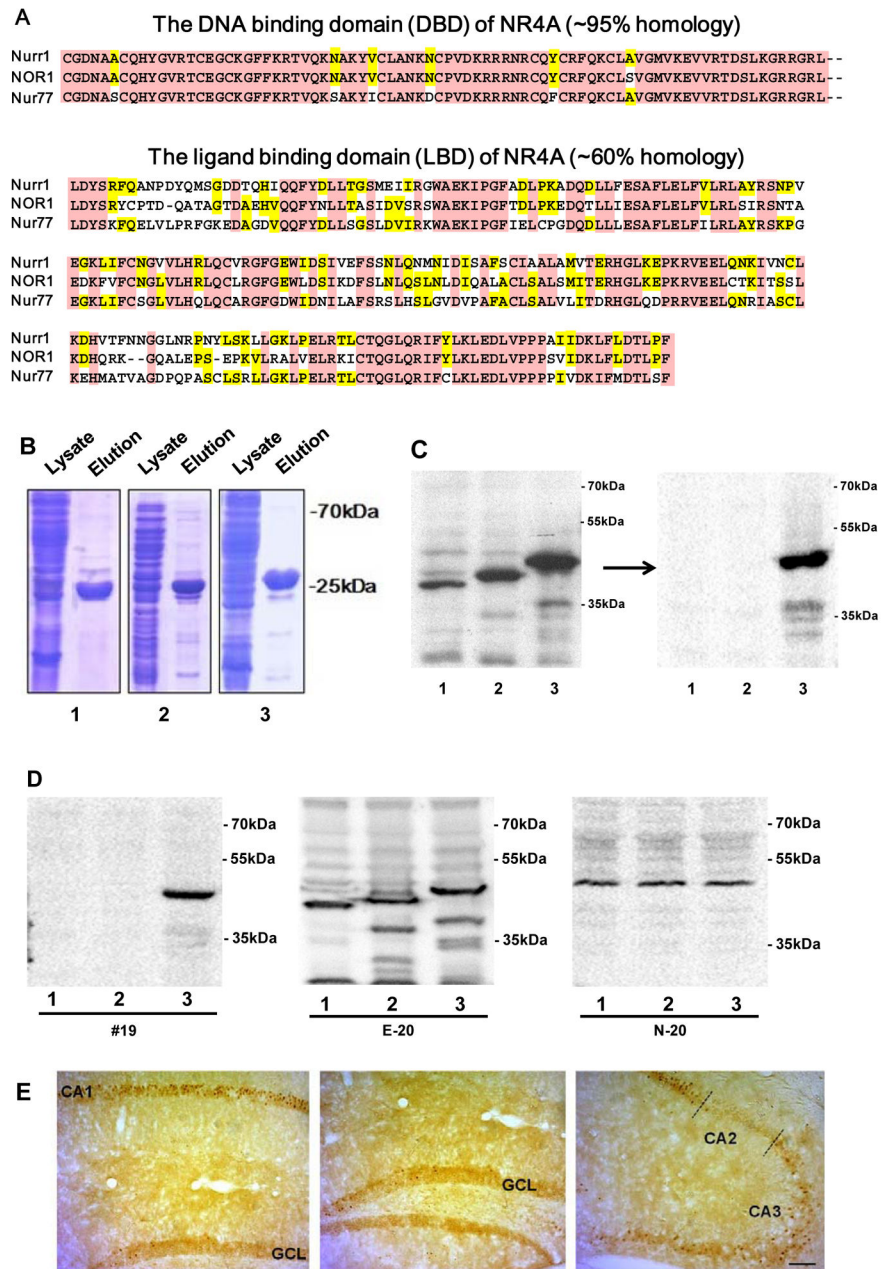 A
The DNA binding domain (DBD) of NR4A (~95% homology)
Nurr1 CGDNAACQHYGVRTCEGCKGFFKRTVQKNAKYVCLANKNCPVDKRRRNRCQYCRFQKCLAVGMVKEVVRTDSLKGRRGRL--
NOR1 CGDNAACQHYGVRTCEGCKGFFKRTVQKNAKYVCLANKNCPVDKRRRNRCQYCRFQKCLSVGMVKEVVRTDSLKGRRGRL--
Nur77 CGDNASCQHYGVRTCEGCKGFFKRTVQKSAKYICLANKDCPVDKRRRNRCQFCRFQKCLAVGMVKEVVRTDSLKGRRGRL--
The ligand binding domain (LBD) of NR4A (~60% homology)
Nurr1 LDYSRFQANPDYQMSGDDTQHIQQFYDLLTGSMEIIRGWAEKIPGFADLPKADQDLLFESAFLELFVLRLAYRSNPV
NOR1 LDYSRYCPTD-QATAGTDAEHVQQFYNLLTASIDVSRSWAEKIPGFTDLPKEDQTLLIESAFLELFVLRLSIRSNTA
Nur77 LDYSKFQELVLPRFGKEDAGDVQQFYDLLSGSLDVIRKWAEKIPGFIELCPGDQDLLLESAFLELFILRLAYRSKPG
Nurr1 EGKLIFCNGVVLHRLQCVRGFGEWIDSIVEFSSNLQNMNIDISAFSCIAALAMVTERHGLKEPKRVEELQNKIVNCL
NOR1 EDKFVFCNGLVLHRLQCLRGFGEWLDSIKDFSLNLQSLNLDIQALACLSALSMITERHGLKEPKRVEELCTKITSSL
Nur77 EGKLIFCSGLVLHQLQCARGFGDWIDNILAFSRSLHSLGVDVPAFACLSALVLITDRHGLQDPRRVEELQNRIASCL
Nurr1 KDHVTFNNGGLNRPNYLSKLLGKLPELRTLCTQGLQRIFYLKLEDLVPPPAIIDKLFLDTLPF
NOR1 KDHQRK--GQALEPS-EPKVLRALVELRKICTQGLQRIFYLKLEDLVPPPSVIDKLFLDTLPF
Nur77 KEHMATVAGDPQPASCLSRLLGKLPELRTLCTQGLQRIFCLKLEDLVPPPPIVDKIFMDTLSF
B
Lysate Elution Lysate Elution Lysate Elution
-70kDa
-25kDa
1 2 3
C
- 70kDa
- 55kDa
- 35kDa
1 2 3
- 70kDa
- 55kDa
- 35kDa
1 2 3
D
- 70kDa
- 55kDa
- 35kDa
1 2 3
#19
- 70kDa
- 55kDa
- 35kDa
1 2 3
E-20
- 70kDa
- 55kDa
- 35kDa
1 2 3
N-20
E
CA1
GCL
GCL
CA2
CA3